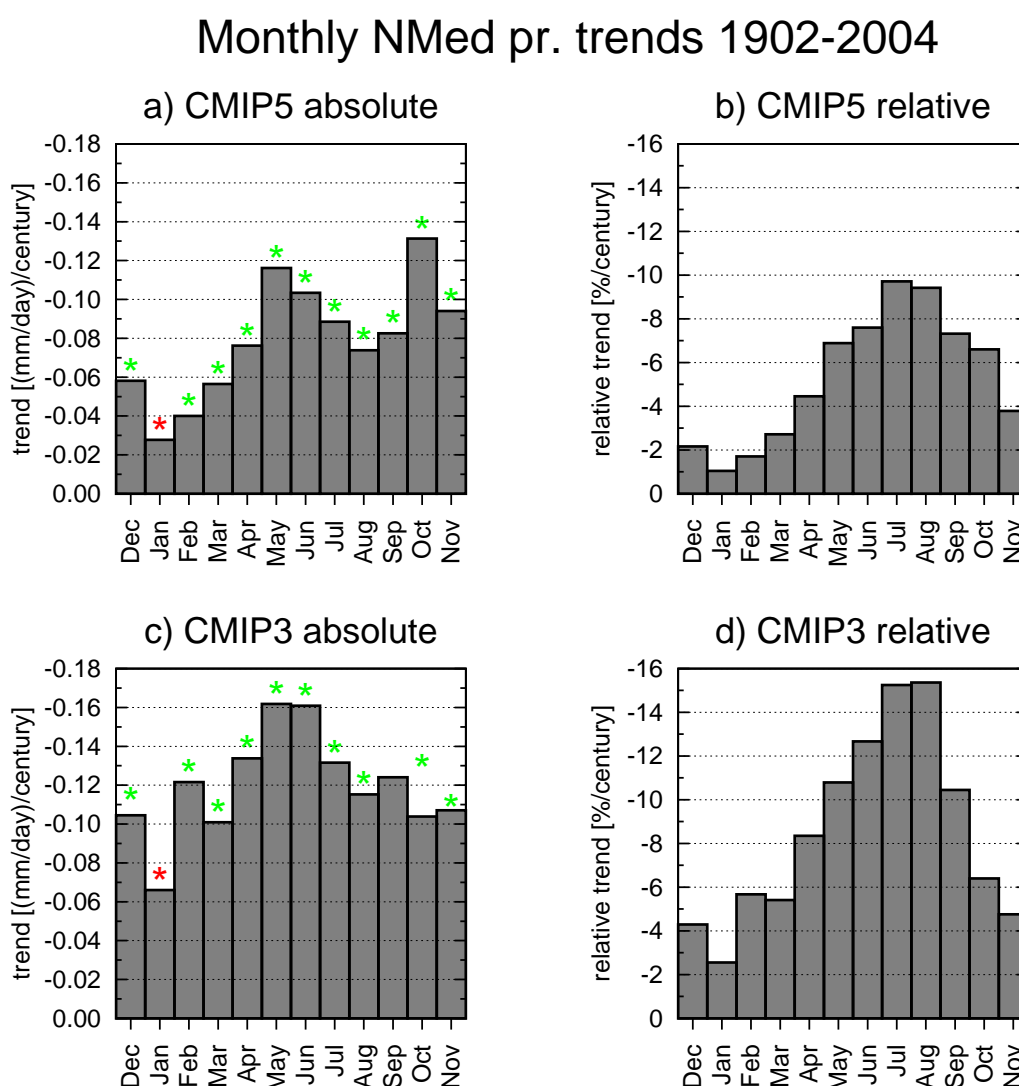 Monthly NMed pr. trends 1902-2004
a) CMIP5 absolute
trend [(mm/day)/century]
-0.18
-0.16
-0.14
-0.12
-0.10
-0.08
-0.06
-0.04
-0.02
0.00
Dec Jan Feb Mar Apr May Jun Jul Aug Sep Oct Nov
b) CMIP5 relative
relative trend [%/century]
-16
-14
-12
-10
-8
-6
-4
-2
0
Dec Jan Feb Mar Apr May Jun Jul Aug Sep Oct Nov
c) CMIP3 absolute
trend [(mm/day)/century]
-0.18
-0.16
-0.14
-0.12
-0.10
-0.08
-0.06
-0.04
-0.02
0.00
Dec Jan Feb Mar Apr May Jun Jul Aug Sep Oct Nov
d) CMIP3 relative
relative trend [%/century]
-16
-14
-12
-10
-8
-6
-4
-2
0
Dec Jan Feb Mar Apr May Jun Jul Aug Sep Oct Nov